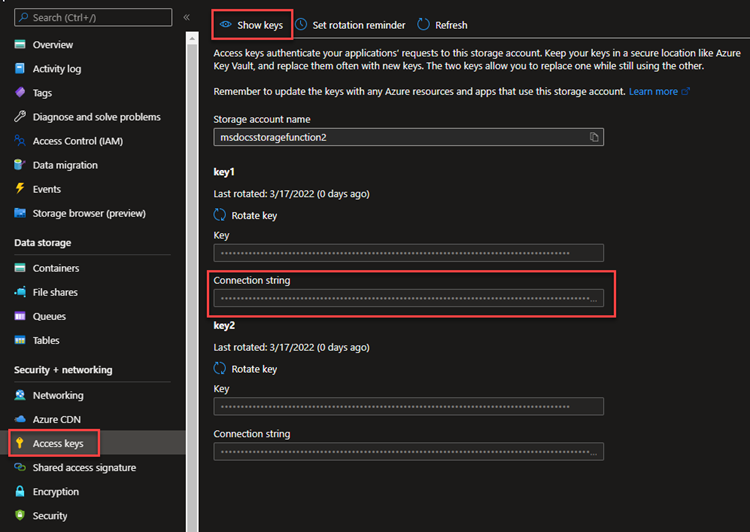 Search (Ctrl+/)
«
Overview
Activity log
Tags
Diagnose and solve problems
Access Control (IAM)
Data migration
Events
Storage browser (preview)
Data storage
Containers
File shares
Queues
Tables
Security + networking
Networking
Azure CDN
Access keys
Shared access signature
Encryption
Security
Show keys Set rotation reminder Refresh
Access keys authenticate your applications' requests to this storage account. Keep your keys in a secure location like Azure
Key Vault, and replace them often with new keys. The two keys allow you to replace one while still using the other.
Remember to update the keys with any Azure resources and apps that use this storage account. Learn more
Storage account name
msdocsstoragefunction2
key1
Last rotated: 3/17/2022 (0 days ago)
Rotate key
Key
Connection string
key2
Last rotated: 3/17/2022 (0 days ago)
Rotate key
Key
Connection string